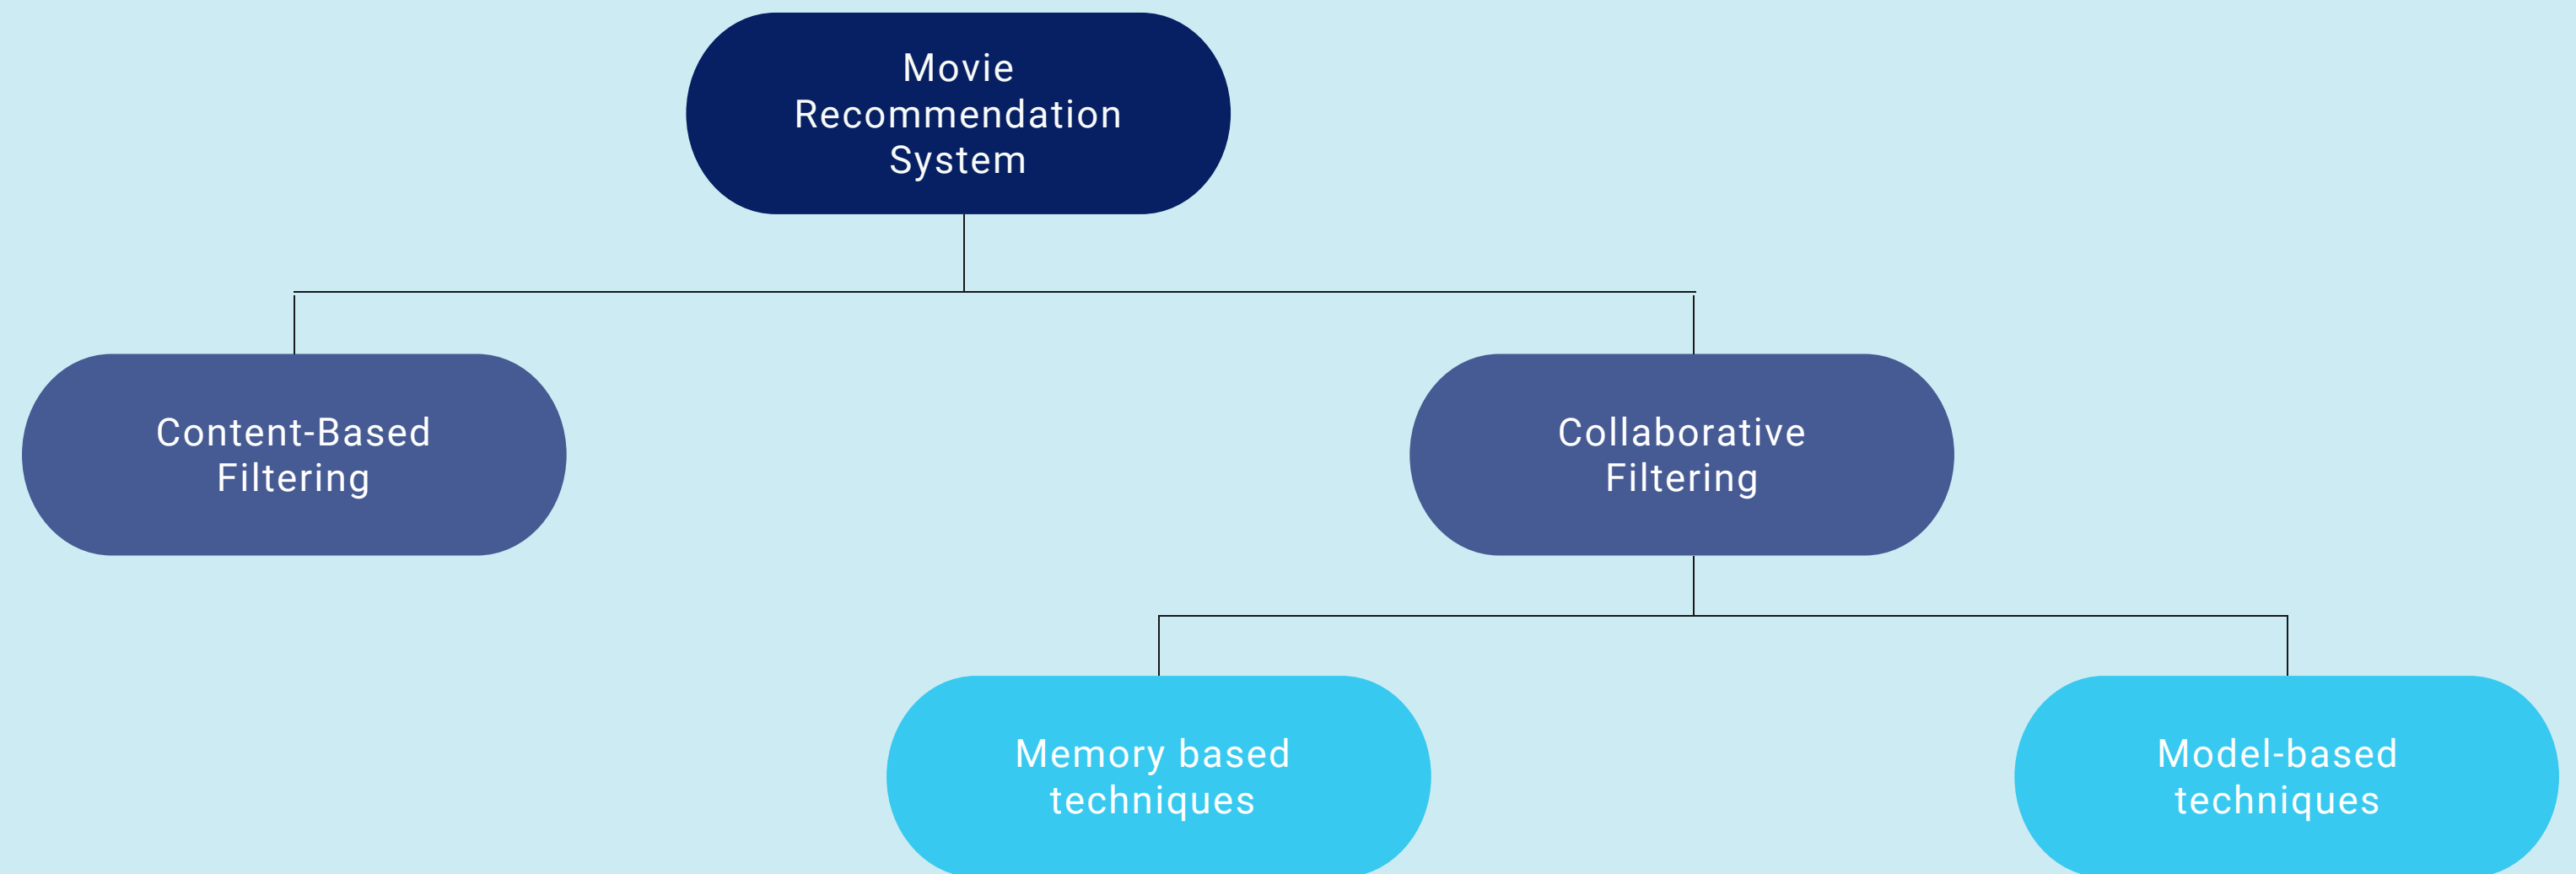 Movie
Recommendation
System
Content-Based
Filtering
Collaborative
Filtering
Memory based
techniques
Model-based
techniques